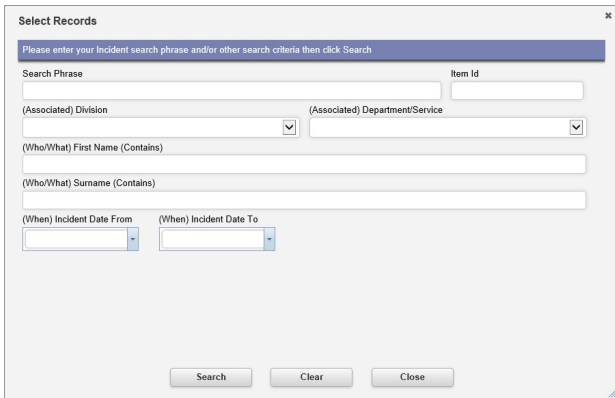 Select Records
Please enter your Incident search phrase and/or other search criteria then click Search
Search Phrase Item Id
(Associated) Division (Associated) Department/Service
(Who/What) First Name (Contains)
(Who/What) Surname (Contains)
(When) Incident Date From (When) Incident Date To
Search Clear Close